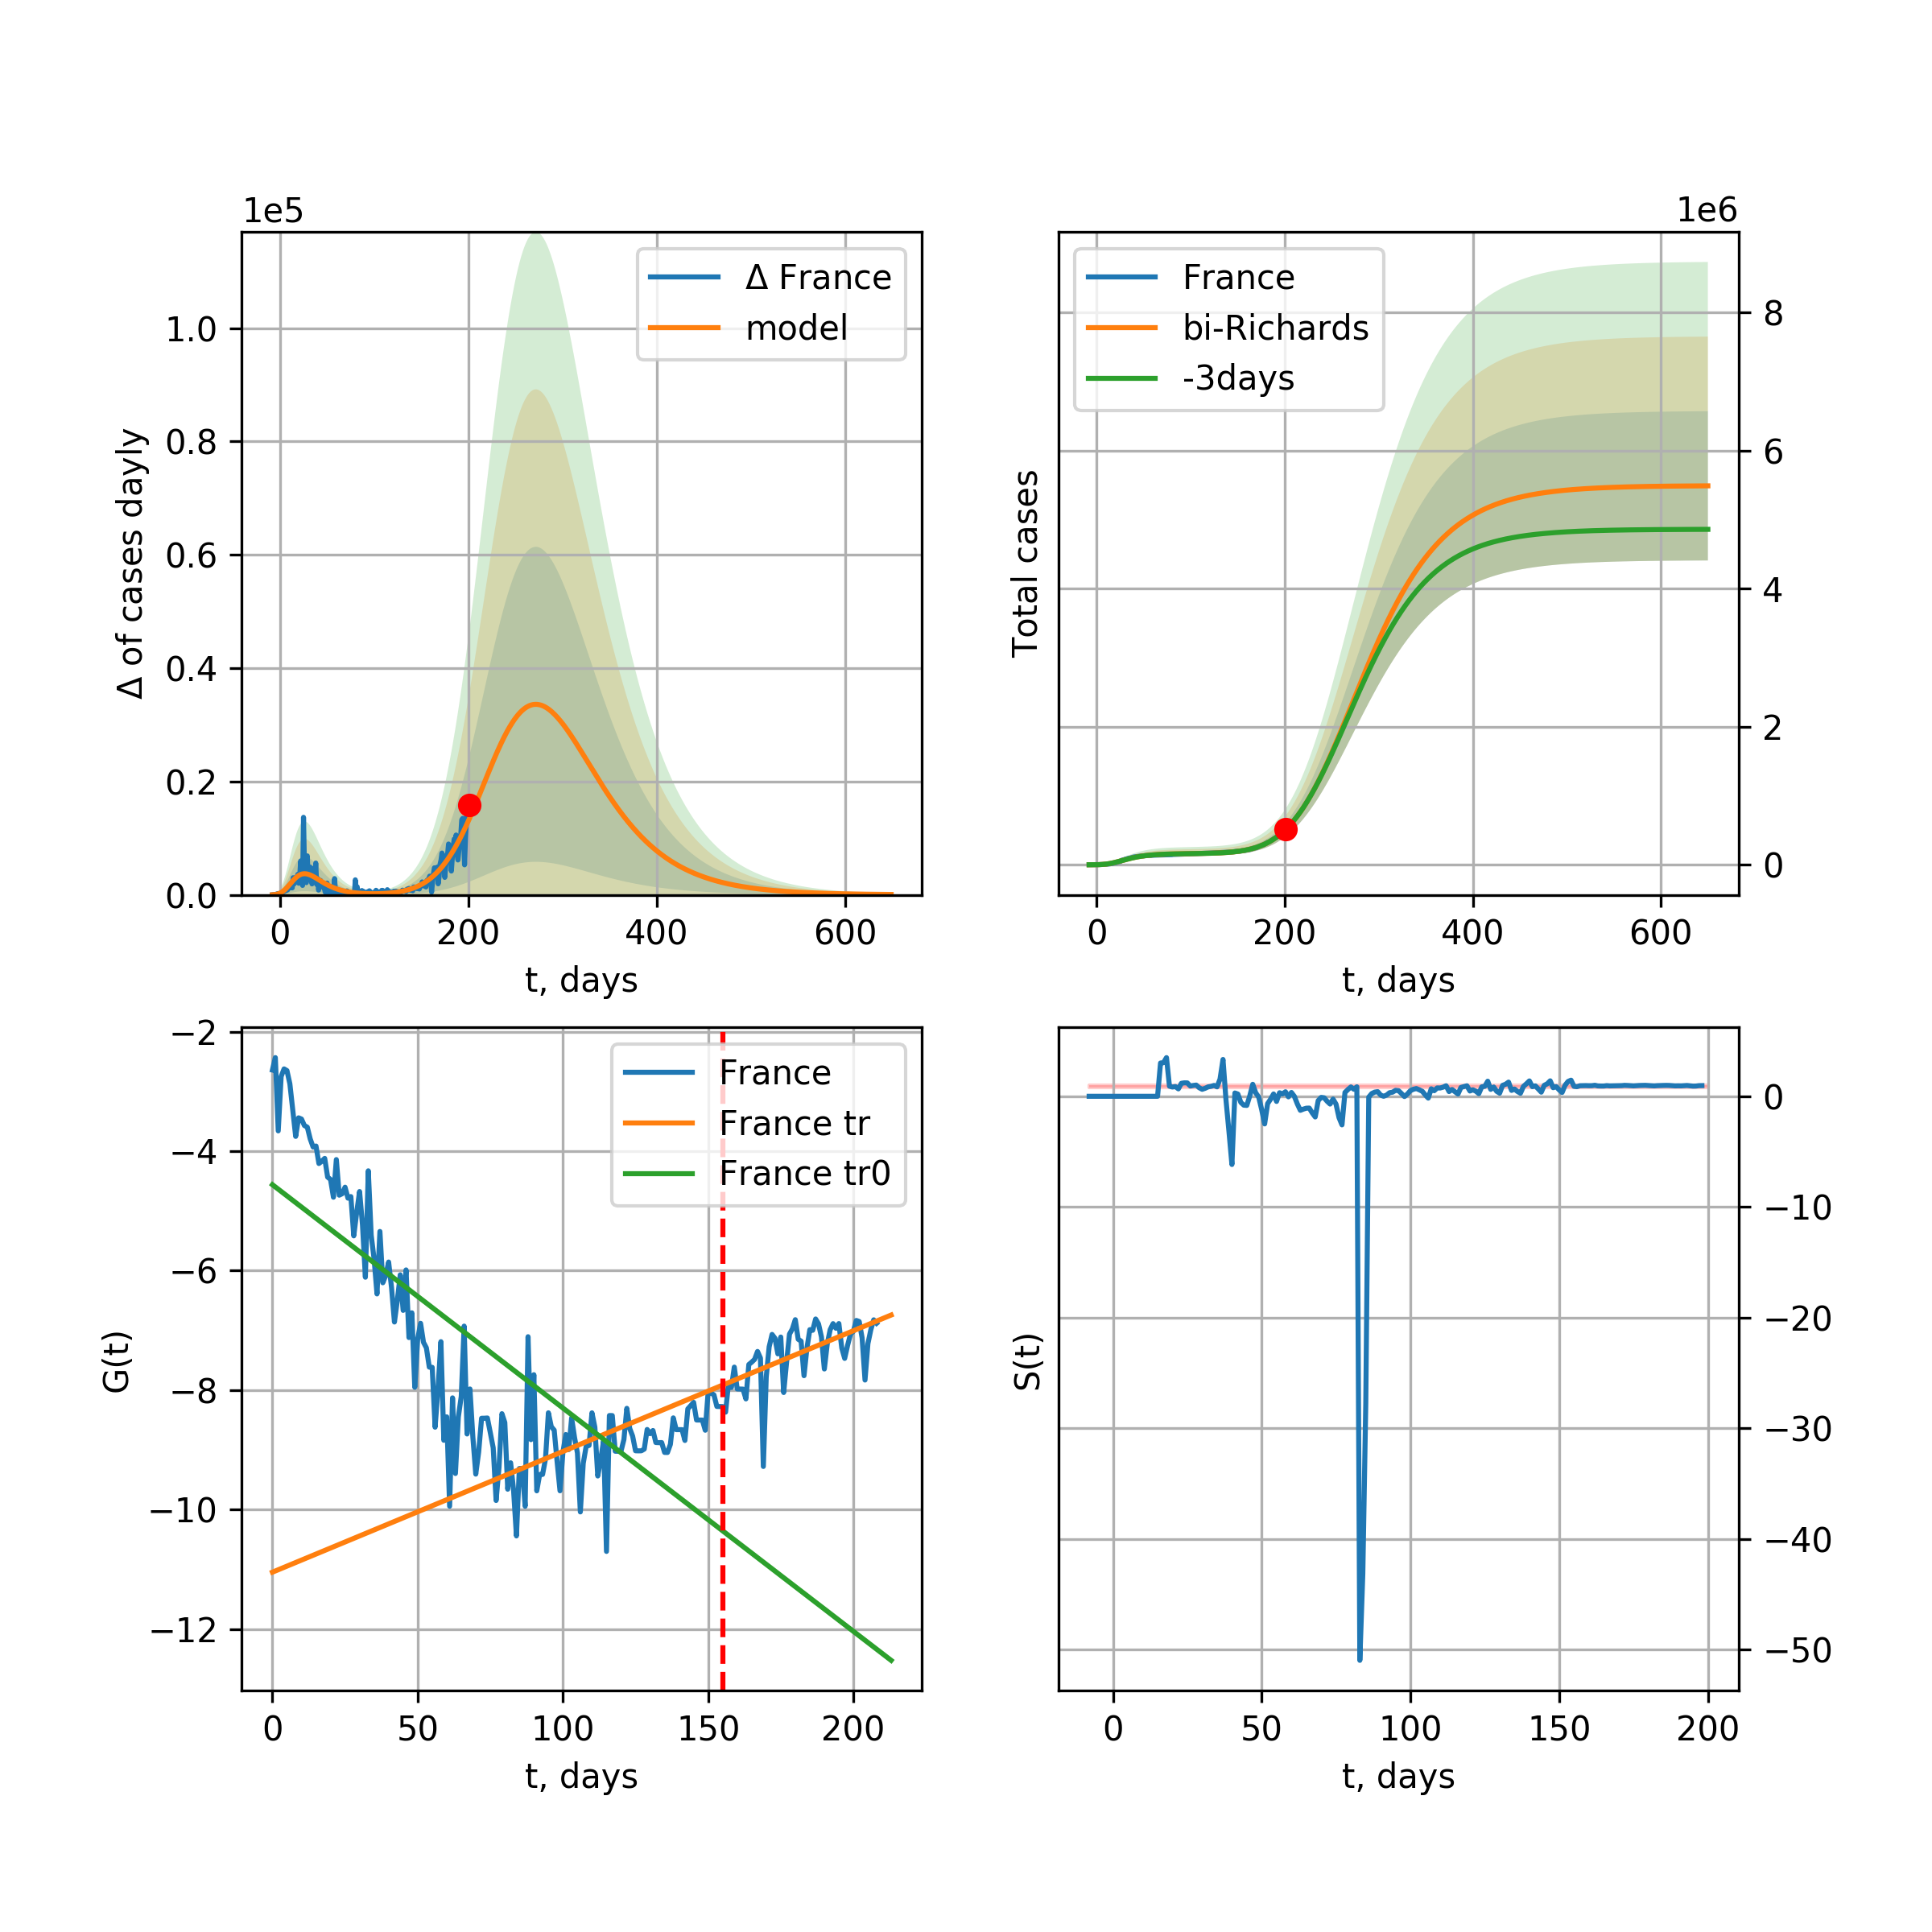 1e5
Δ of cases dayly
1.0
0.8
0.6
0.4
0.2
0.0
0 200 400 600
t, days
Δ France
model
1e6
Total cases
8
6
4
2
0
0 200 400 600
t, days
France
bi-Richards
-3days
G(t)
−2
−4
−6
−8
−10
−12
0 50 100 150 200
t, days
France
France tr
France tr0
S(t)
0
−10
−20
−30
−40
−50
0 50 100 150 200
t, days